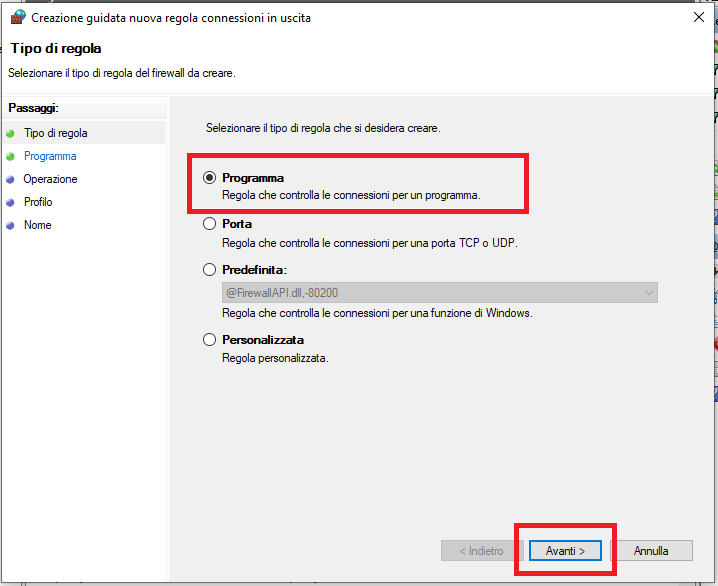 Creazione guidata nuova regola connessioni in uscita
Tipo di regola
Selezionare il tipo di regola del firewall da creare.
Passaggi:
Tipo di regola
Programma
Operazione
Profilo
Nome
Selezionare il tipo di regola che si desidera creare.
Programma
Regola che controlla le connessioni per un programma.
Porta
Regola che controlla le connessioni per una porta TCP o UDP.
Predefinita:
@FirewallAPI.dll,-80200
Regola che controlla le connessioni per una funzione di Windows.
Personalizzata
Regola personalizzata.
< Indietro
Avanti >
Annulla